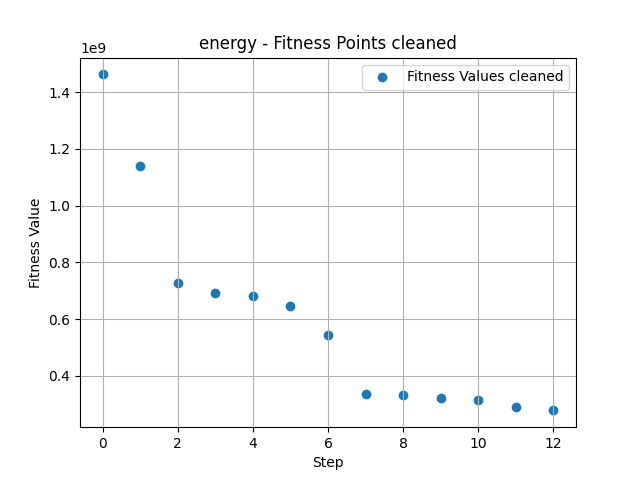 energy - Fitness Points cleaned
1e9
Fitness Values cleaned
1.4
1.2
1.0
0.8
0.6
0.4
Fitness Value
0 2 4 6 8 10 12
Step